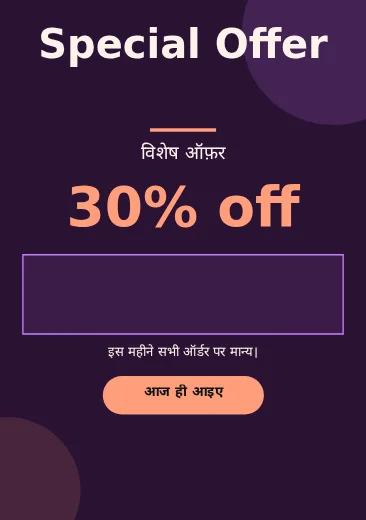 Special Offer
विशेष ऑफ़र
30% off
इस महीने सभी ऑर्डर पर मान्य|
आज ही आइए